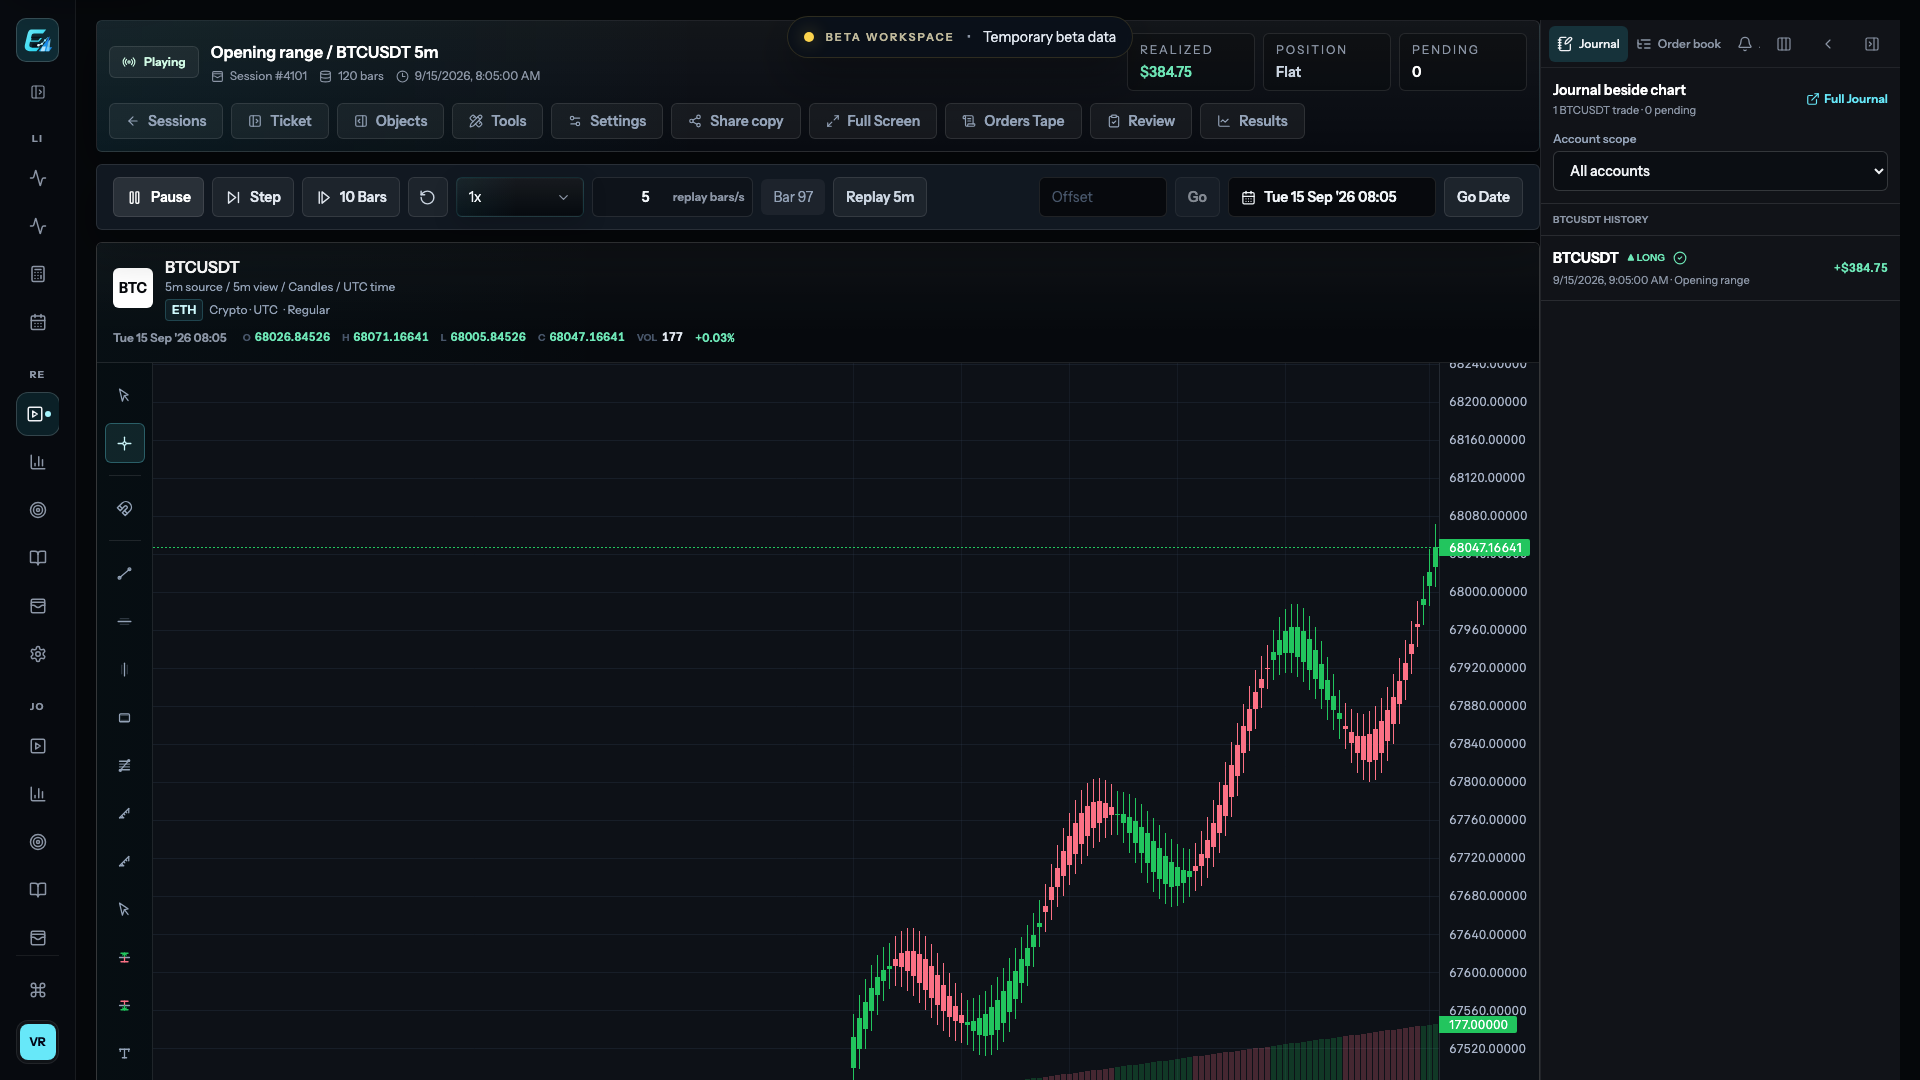 LI
RE
JO
VR
Playing
Opening range / BTCUSDT 5m
Session #4101 120 bars 9/15/2026, 8:05:00 AM
BETA WORKSPACE · Temporary beta data
REALIZED
$384.75
POSITION
Flat
PENDING
0
Sessions Ticket Objects Tools Settings Share copy Full Screen Orders Tape Review Results
Pause Step 10 Bars 1x 5 replay bars/s Bar 97 Replay 5m Offset Go Tue 15 Sep '26 08:05 Go Date
BTC
BTCUSDT
5m source / 5m view / Candles / UTC time
ETH Crypto · UTC · Regular
Tue 15 Sep '26 08:05 O 68026.84526 H 68071.16641 L 68005.84526 C 68047.16641 VOL 177 +0.03%
68240.00000
68200.00000
68160.00000
68120.00000
68080.00000
68047.16641
68000.00000
67960.00000
67920.00000
67880.00000
67840.00000
67800.00000
67760.00000
67720.00000
67680.00000
67640.00000
67600.00000
67560.00000
177.00000
67520.00000
Journal Order book
Journal beside chart
1 BTCUSDT trade · 0 pending
Full Journal
Account scope
All accounts
BTCUSDT HISTORY
BTCUSDT LONG
+$384.75
9/15/2026, 9:05:00 AM · Opening range